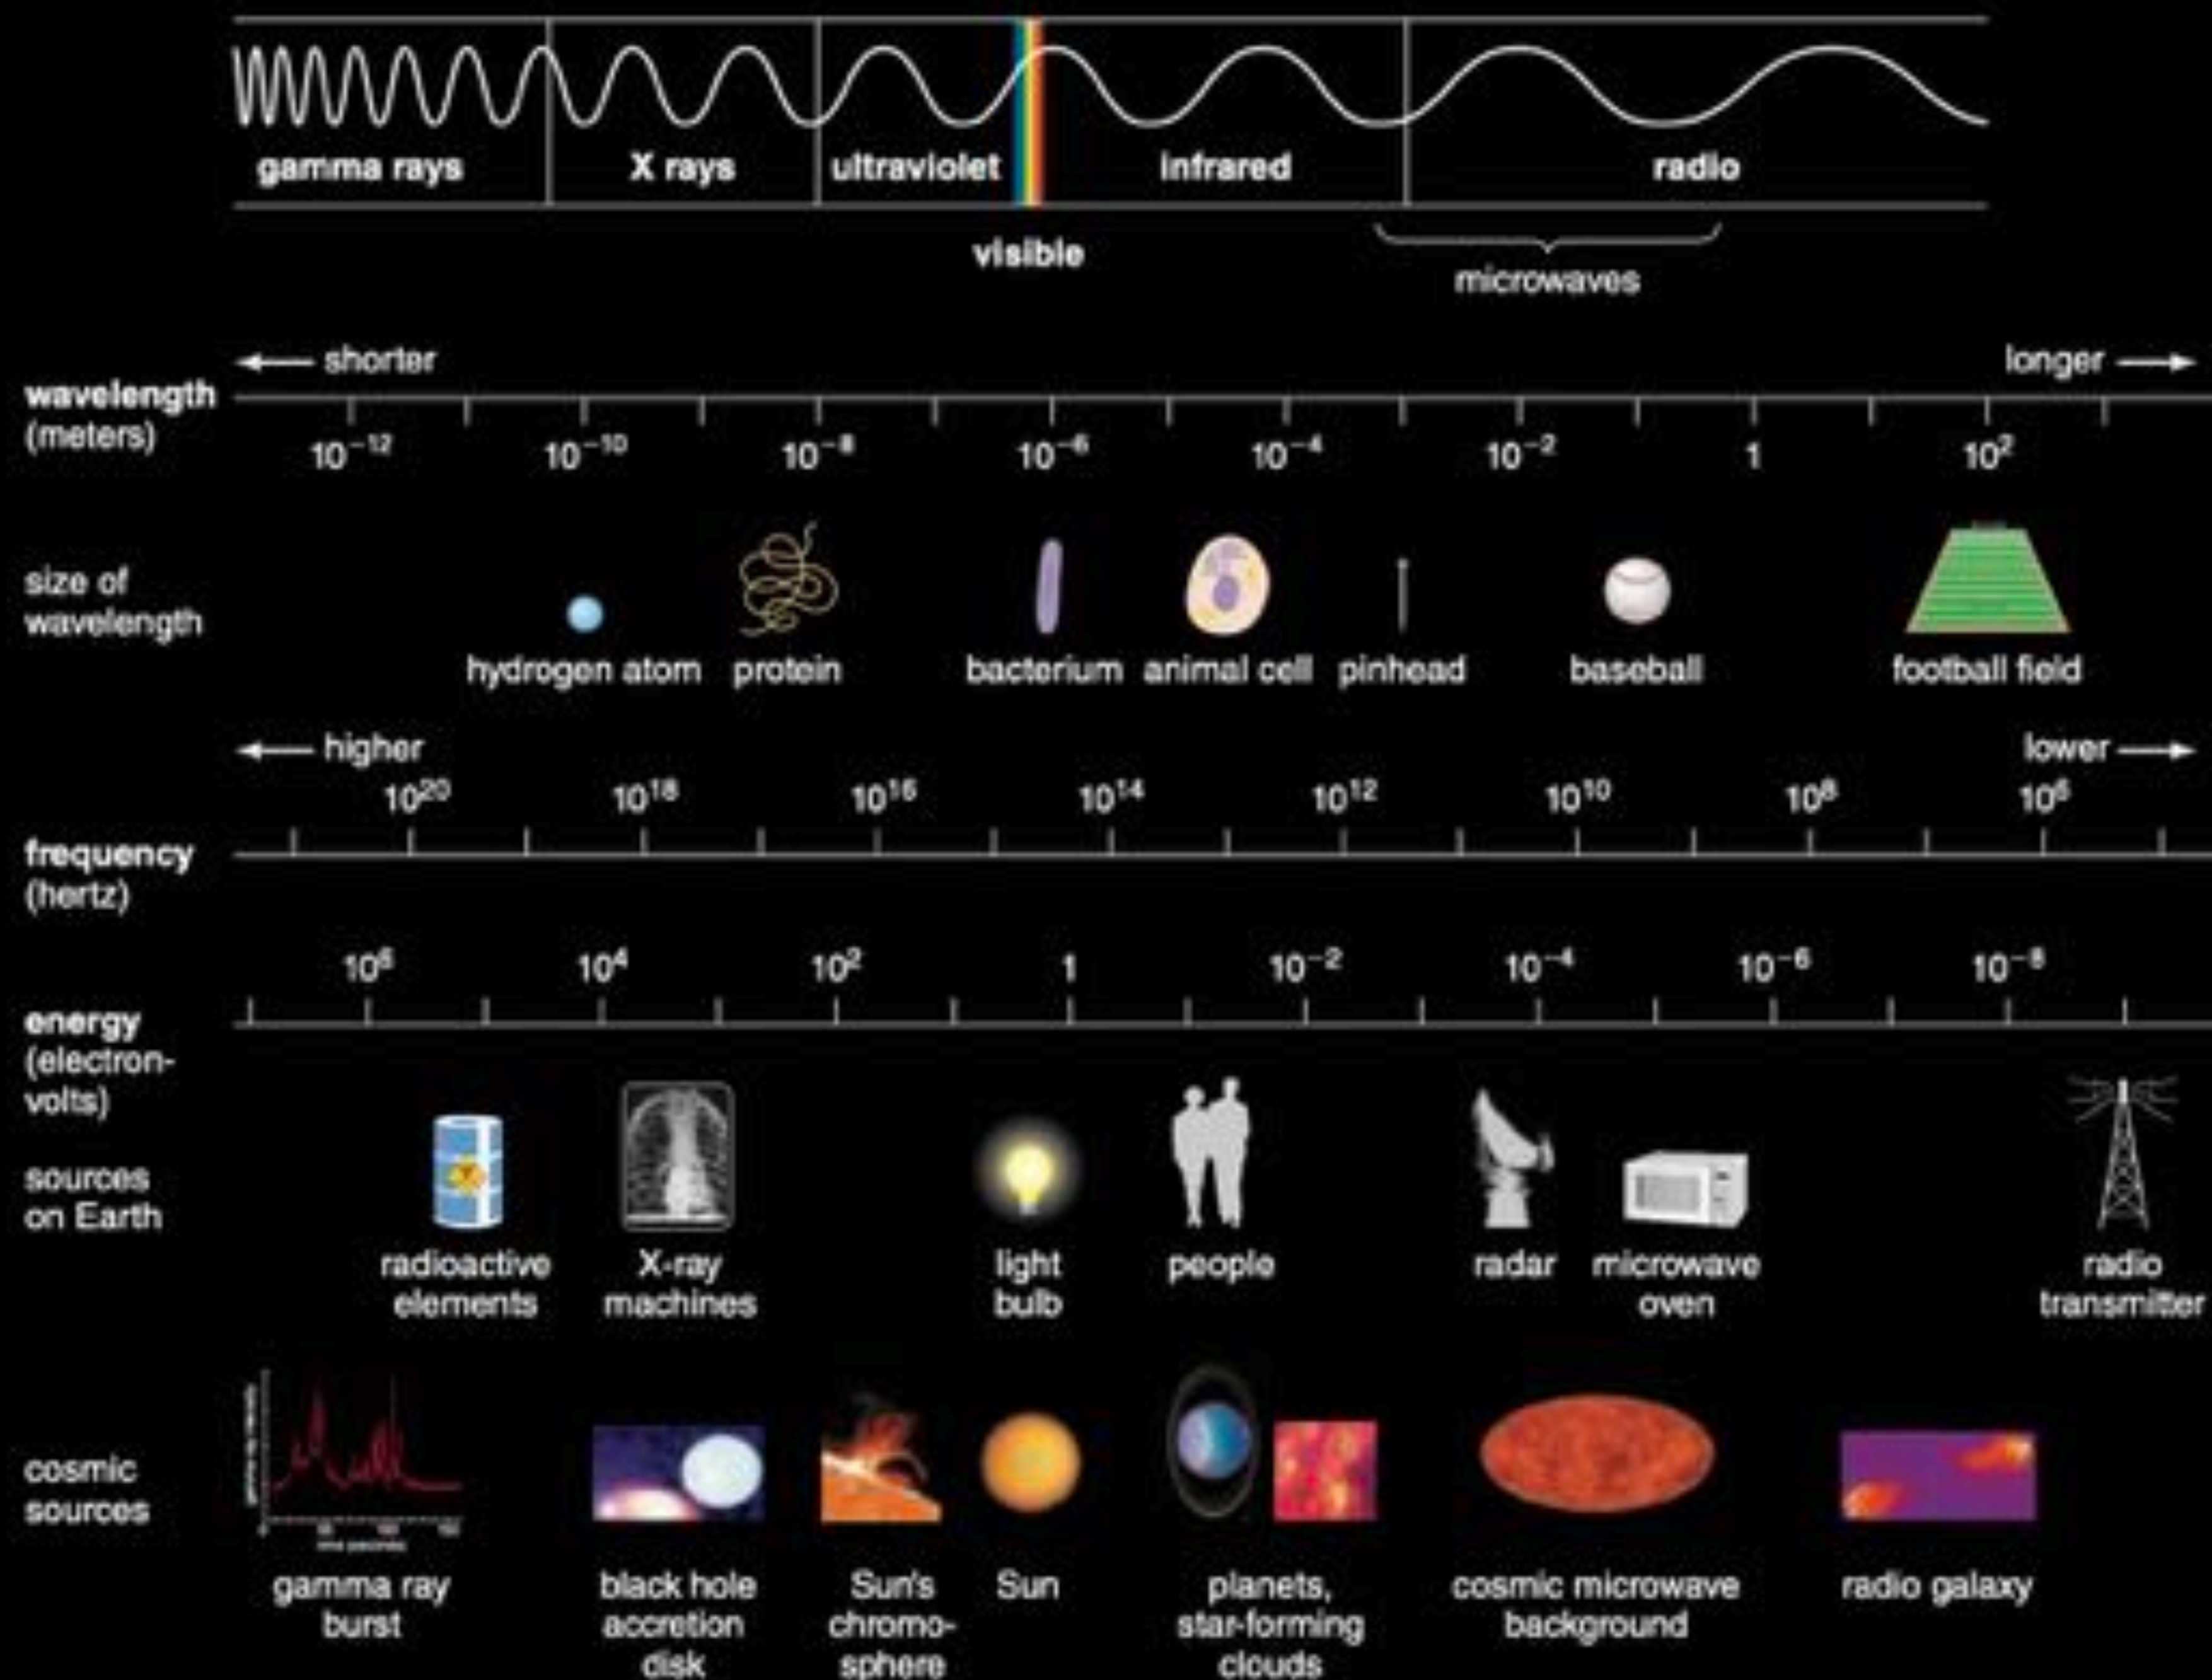 gamma rays X rays ultraviolet infrared radio
visible
microwaves
shorter longer
wavelength
(meters)
10⁻¹² 10⁻¹⁰ 10⁻⁸ 10⁻⁶ 10⁻⁴ 10⁻² 1 10²
size of
wavelength
hydrogen atom protein bacterium animal cell pinhead baseball football field
higher lower
10²⁰ 10¹⁸ 10¹⁶ 10¹⁴ 10¹² 10¹⁰ 10⁸ 10⁶
frequency
(hertz)
10⁶ 10⁴ 10² 1 10⁻² 10⁻⁴ 10⁻⁶ 10⁻⁸
energy
(electron-
volts)
sources
on Earth
radioactive
elements
X-ray
machines
light
bulb
people
radar
microwave
oven
radio
transmitter
cosmic
sources
gamma ray
burst
black hole
accretion
disk
Sun's
chromo-
sphere
Sun
planets,
star-forming
clouds
cosmic microwave
background
radio galaxy